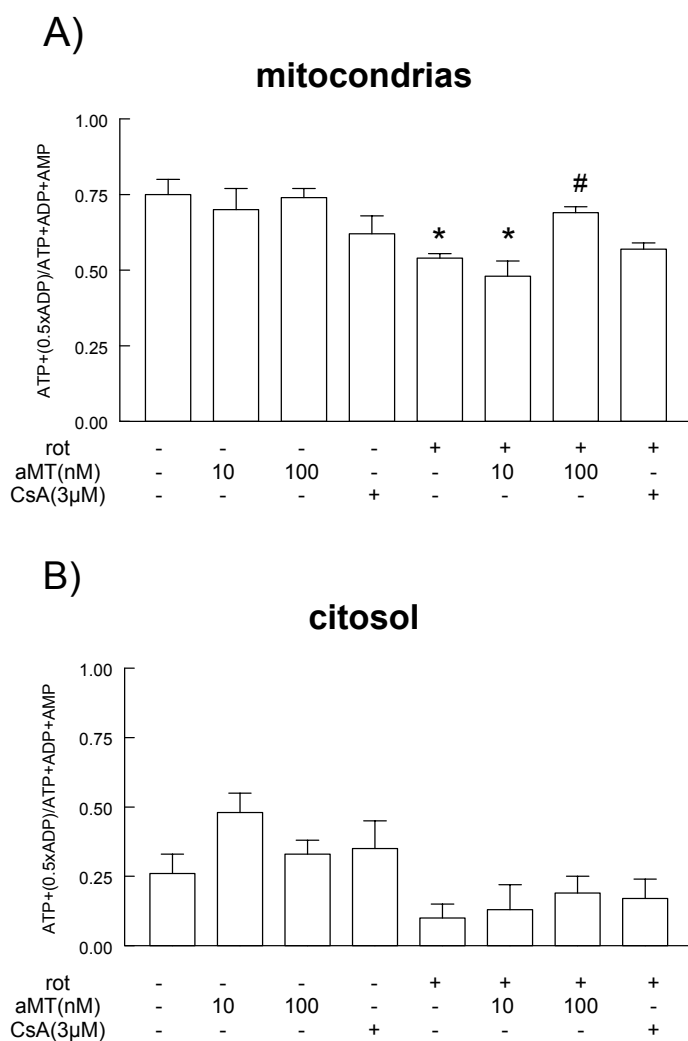 A)
mitocondrias
ATP+(0.5xADP)/ATP+ADP+AMP
1.00
0.75
0.50
0.25
0.00
* * #
rot - - - - + + + +
aMT(nM) - 10 100 - - 10 100 -
CsA(3µM) - - - + - - - +
B)
citosol
ATP+(0.5xADP)/ATP+ADP+AMP
1.00
0.75
0.50
0.25
0.00
rot - - - - + + + +
aMT(nM) - 10 100 - - 10 100 -
CsA(3µM) - - - + - - - +